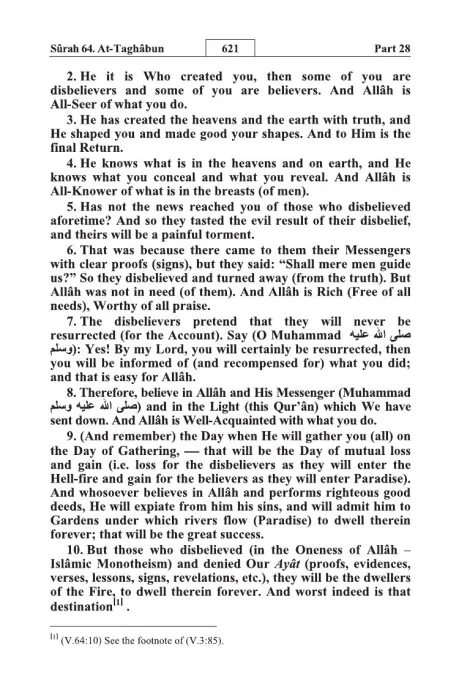 Sûrah 64. At-Taghâbun 621 Part 28
2. He it is Who created you, then some of you are
disbelievers and some of you are believers. And Allâh is
All-Seer of what you do.
3. He has created the heavens and the earth with truth, and
He shaped you and made good your shapes. And to Him is the
final Return.
4. He knows what is in the heavens and on earth, and He
knows what you conceal and what you reveal. And Allâh is
All-Knower of what is in the breasts (of men).
5. Has not the news reached you of those who disbelieved
aforetime? And so they tasted the evil result of their disbelief,
and theirs will be a painful torment.
6. That was because there came to them their Messengers
with clear proofs (signs), but they said: “Shall mere men guide
us?” So they disbelieved and turned away (from the truth). But
Allâh was not in need (of them). And Allâh is Rich (Free of all
needs), Worthy of all praise.
7. The disbelievers pretend that they will never be
resurrected (for the Account). Say (O Muhammad صلى الله عليه
وسلم): Yes! By my Lord, you will certainly be resurrected, then
you will be informed of (and recompensed for) what you did;
and that is easy for Allâh.
8. Therefore, believe in Allâh and His Messenger (Muhammad
صلى الله عليه وسلم) and in the Light (this Qur’ân) which We have
sent down. And Allâh is Well-Acquainted with what you do.
9. (And remember) the Day when He will gather you (all) on
the Day of Gathering, — that will be the Day of mutual loss
and gain (i.e. loss for the disbelievers as they will enter the
Hell-fire and gain for the believers as they will enter Paradise).
And whosoever believes in Allâh and performs righteous good
deeds, He will expiate from him his sins, and will admit him to
Gardens under which rivers flow (Paradise) to dwell therein
forever; that will be the great success.
10. But those who disbelieved (in the Oneness of Allâh –
Islâmic Monotheism) and denied Our Ayât (proofs, evidences,
verses, lessons, signs, revelations, etc.), they will be the dwellers
of the Fire, to dwell therein forever. And worst indeed is that
destination[1] .
[1] (V.64:10) See the footnote of (V.3:85).